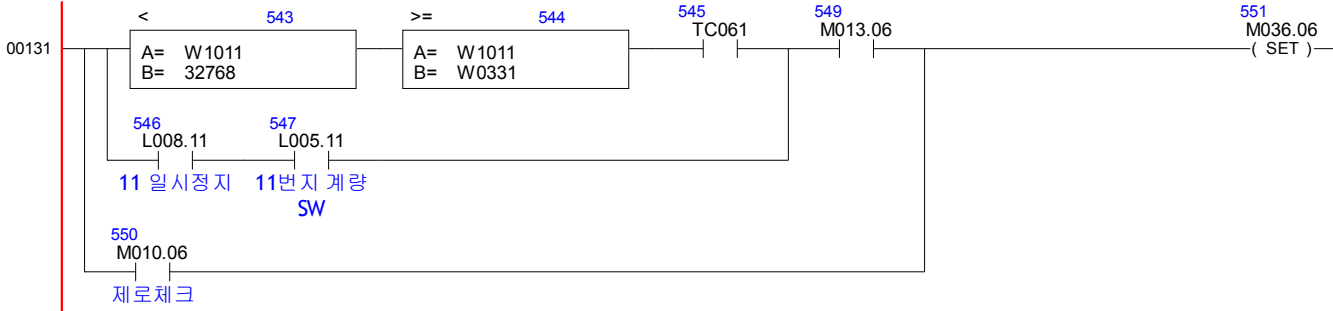 < 543 >= 544 545 549 551
TC061 M013.06 M036.06
00131 A= W1011 A= W1011 ( SET )
B= 32768 B= W0331
546 547
L008.11 L005.11
11 일시정지 11번지 계량
SW
550
M010.06
제로체크